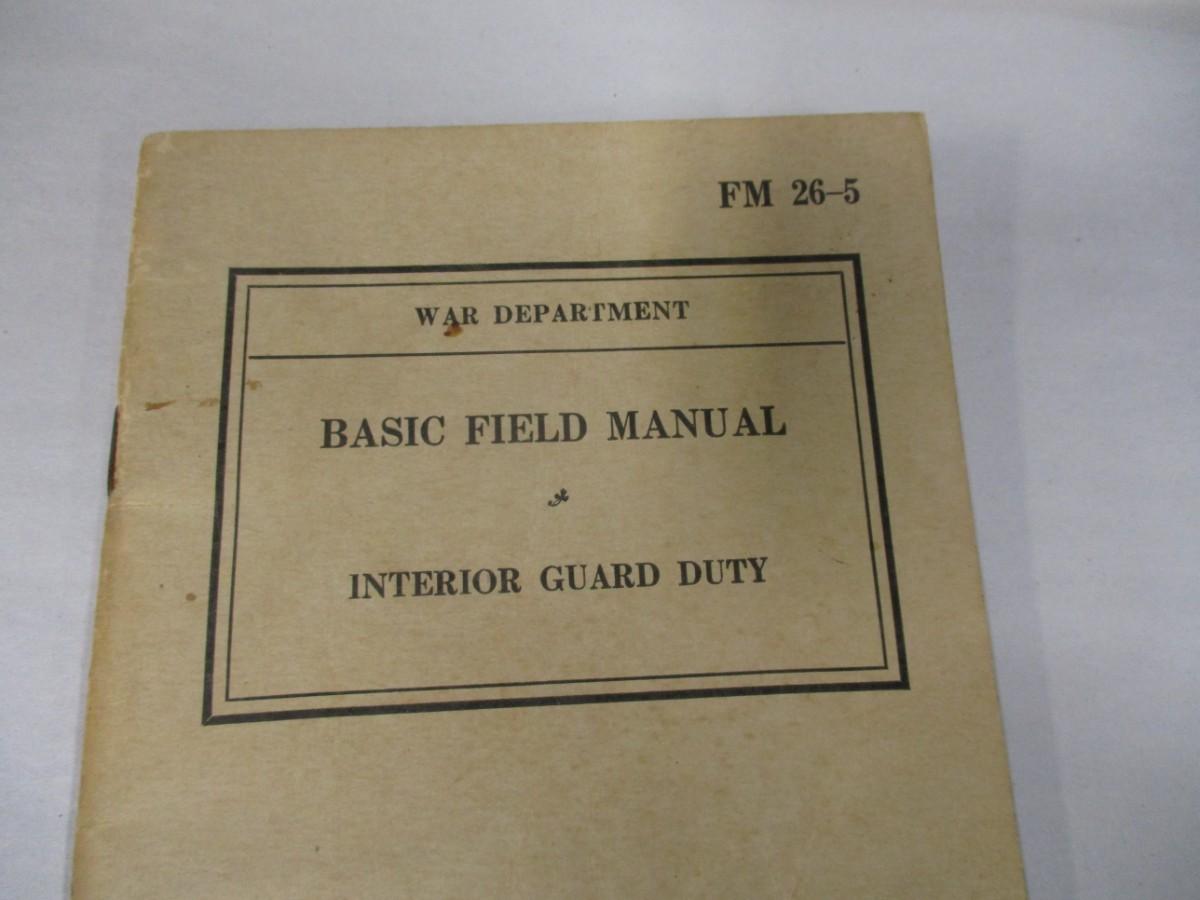 FM 26–5
WAR DEPARTMENT
BASIC FIELD MANUAL
INTERIOR GUARD DUTY